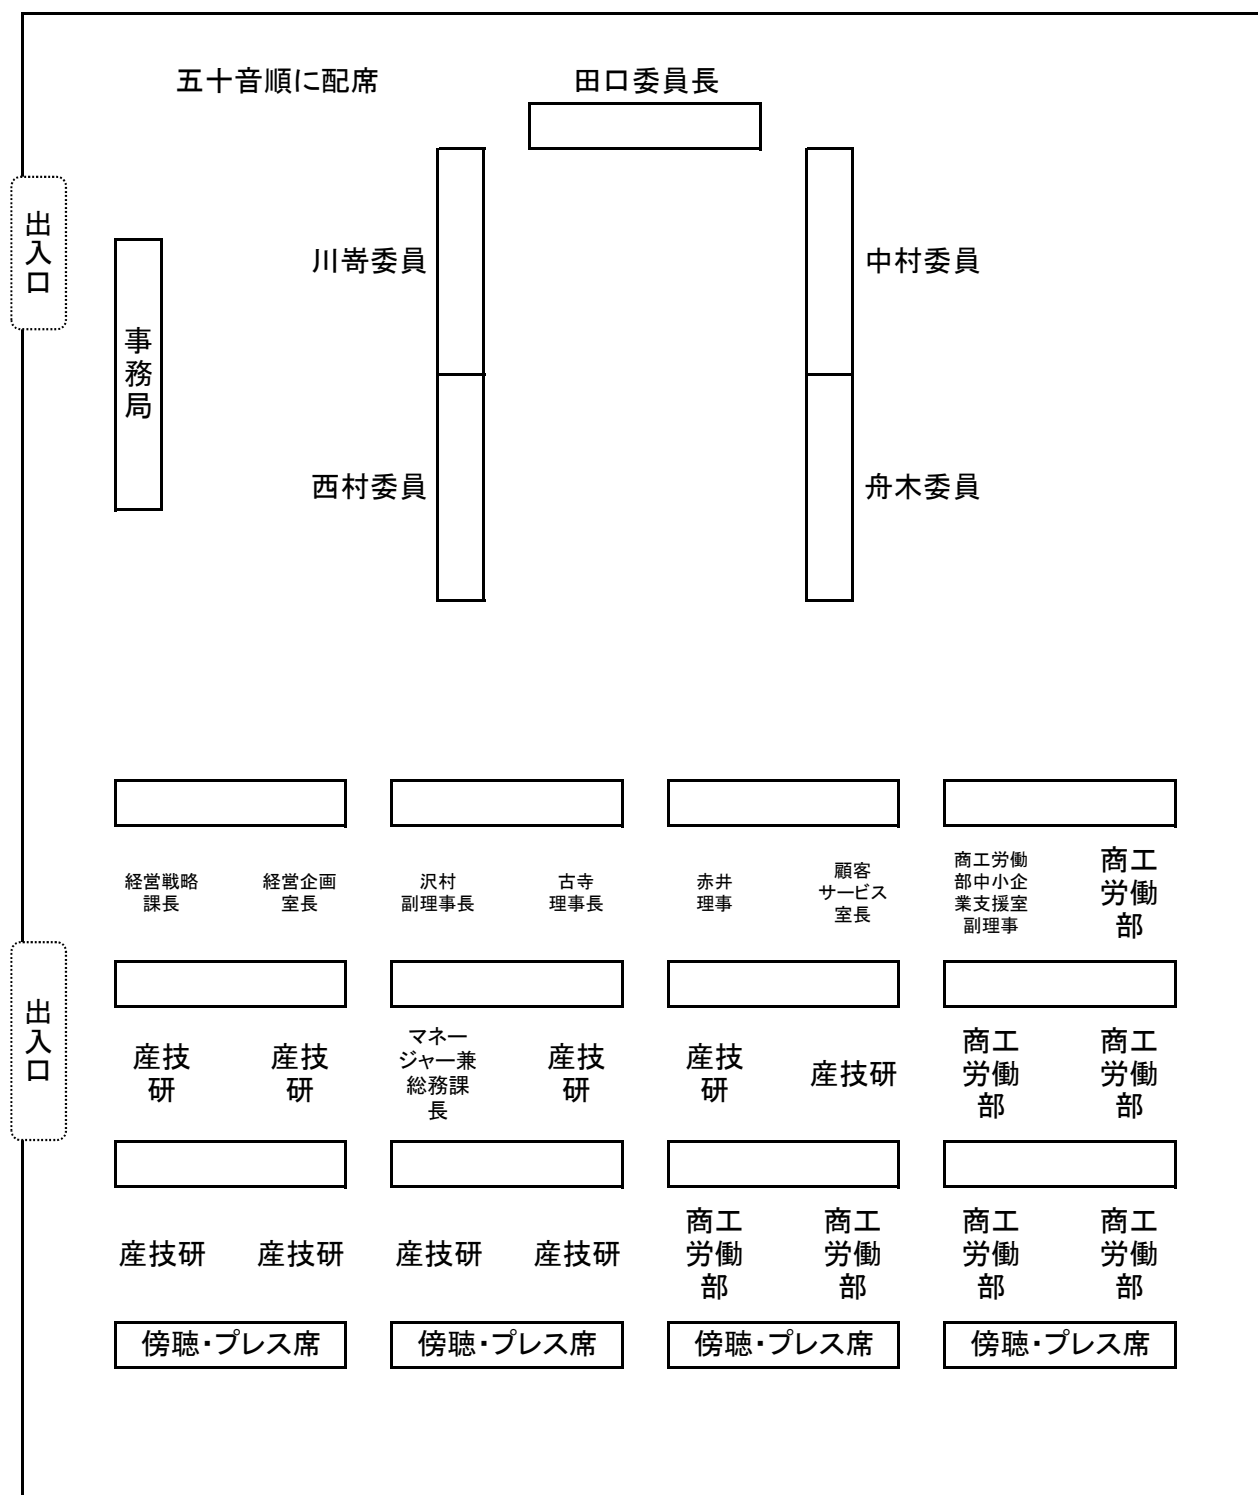 五十音順に配席
田口委員長
出入口
事務局
川嵜委員
中村委員
西村委員
舟木委員
経営戦略
課長
経営企画
室長
沢村
副理事長
古寺
理事長
赤井
理事
顧客
サービス
室長
商工労働
部中小企
業支援室
副理事
商工
労働
部
出入口
産技
研
産技
研
マネー
ジャー兼
総務課
長
産技
研
産技
研
産技研
商工
労働
部
商工
労働
部
産技研
産技研
産技研
産技研
商工
労働
部
商工
労働
部
商工
労働
部
商工
労働
部
傍聴・プレス席
傍聴・プレス席
傍聴・プレス席
傍聴・プレス席